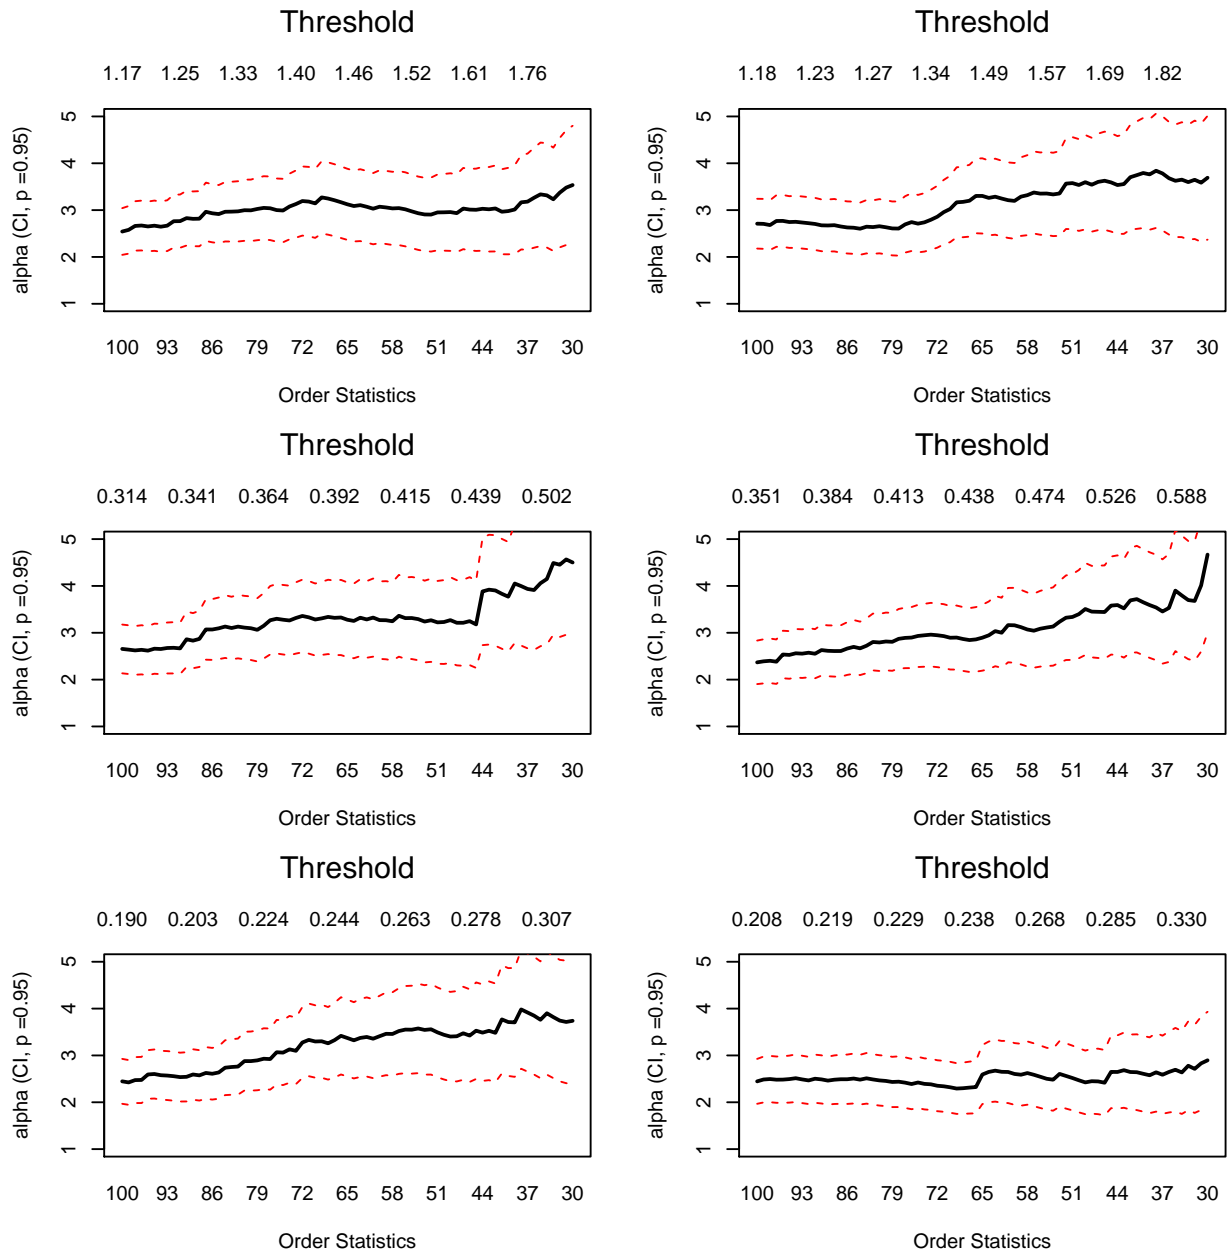 Threshold
1.17 1.25 1.33 1.40 1.46 1.52 1.61 1.76
alpha (CI, p =0.95)
5
4
3
2
1
100 93 86 79 72 65 58 51 44 37 30
Order Statistics
Threshold
1.18 1.23 1.27 1.34 1.49 1.57 1.69 1.82
alpha (CI, p =0.95)
5
4
3
2
1
100 93 86 79 72 65 58 51 44 37 30
Order Statistics
Threshold
0.314 0.341 0.364 0.392 0.415 0.439 0.502
alpha (CI, p =0.95)
5
4
3
2
1
100 93 86 79 72 65 58 51 44 37 30
Order Statistics
Threshold
0.351 0.384 0.413 0.438 0.474 0.526 0.588
alpha (CI, p =0.95)
5
4
3
2
1
100 93 86 79 72 65 58 51 44 37 30
Order Statistics
Threshold
0.190 0.203 0.224 0.244 0.263 0.278 0.307
alpha (CI, p =0.95)
5
4
3
2
1
100 93 86 79 72 65 58 51 44 37 30
Order Statistics
Threshold
0.208 0.219 0.229 0.238 0.268 0.285 0.330
alpha (CI, p =0.95)
5
4
3
2
1
100 93 86 79 72 65 58 51 44 37 30
Order Statistics